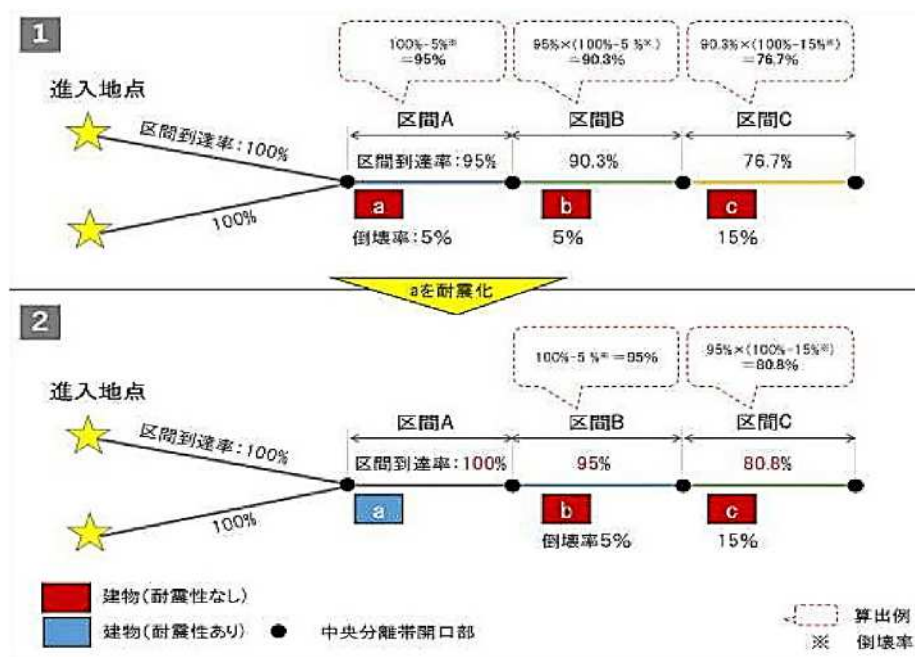 1
100%-5%※
=95%
95%×(100%-5 %※)
=90.3%
90.3%×(100%-15%※)
=76.7%
進入地点
区間到達率:100%
100%
区間A
区間B
区間C
区間到達率:95%
90.3%
76.7%
a
b
c
倒壊率:5%
5%
15%
aを耐震化
2
100%-5 %※ =95%
95%×(100%-15%※)
=80.8%
進入地点
区間到達率:100%
100%
区間A
区間B
区間C
区間到達率:100%
95%
80.8%
a
b
c
倒壊率5%
15%
建物(耐震性なし)
建物(耐震性あり)
中央分離帯開口部
算出例
※ 倒壊率